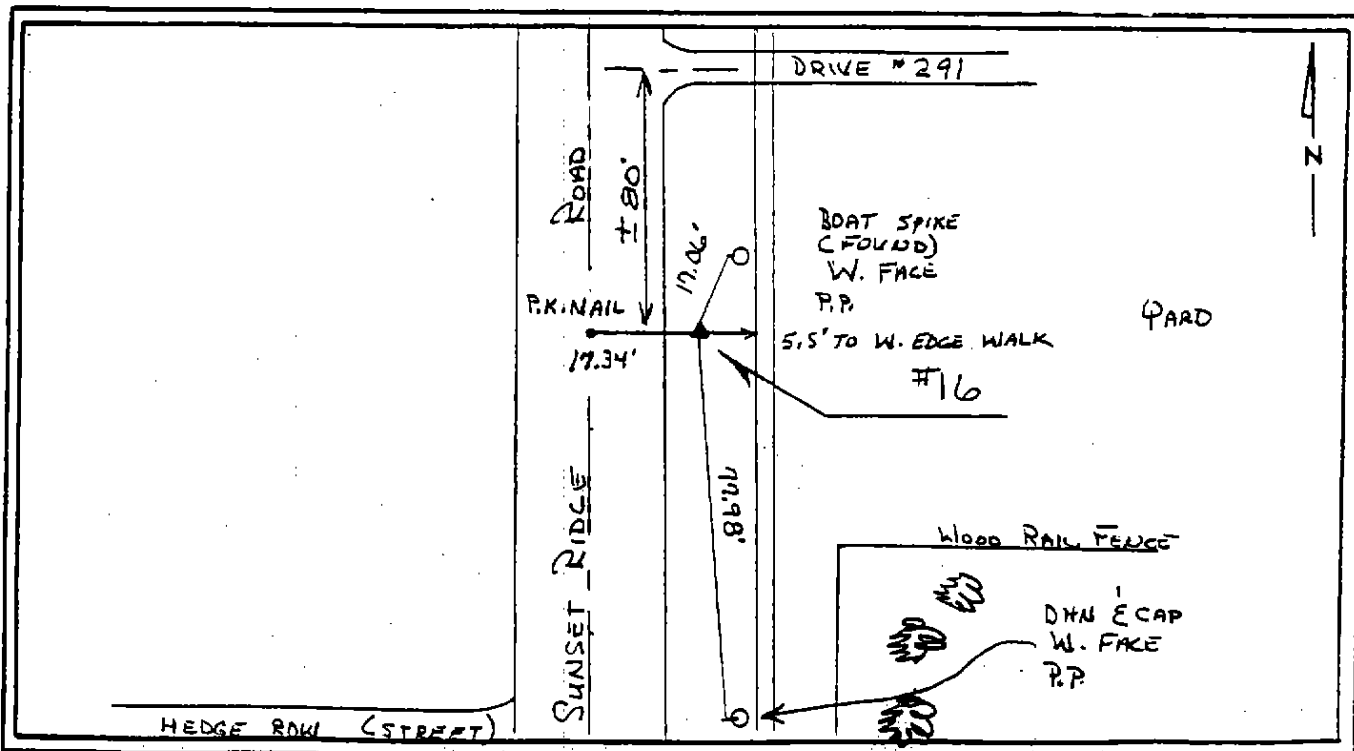 DRIVE #291
N
ROAD
±80'
17.06'
BOAT SPIKE
(FOUND)
W. FACE
P.P.
P.K. NAIL
17.34'
5.5' TO W. EDGE WALK
#16
YARD
77.98'
SUNSET RIDGE
WOOD RAIL FENCE
DHN & CAP
W. FACE
P.P.
HEDGE ROW (STREET)